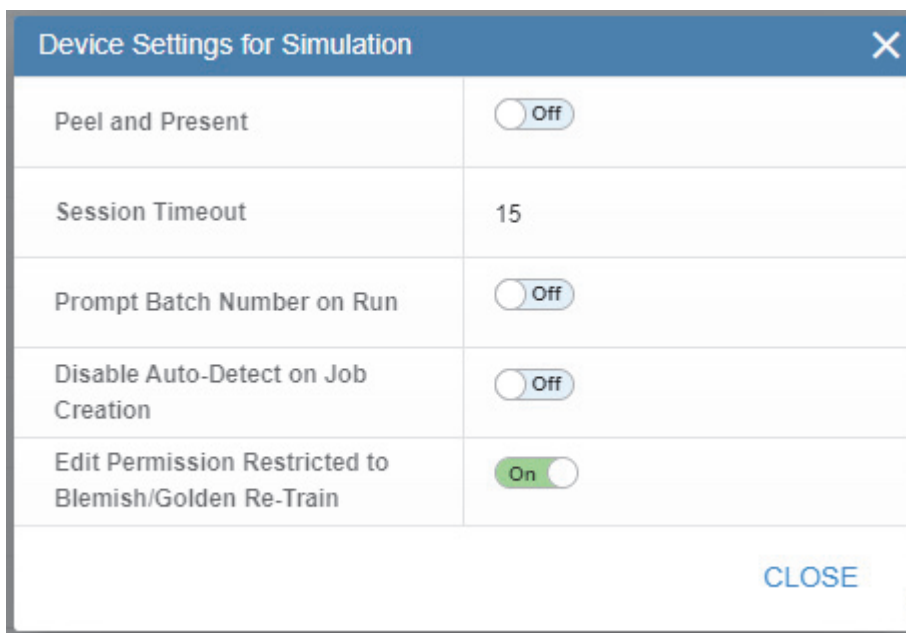 Device Settings for Simulation
Peel and Present
Off
Session Timeout
15
Prompt Batch Number on Run
Off
Disable Auto-Detect on Job
Creation
Off
Edit Permission Restricted to
Blemish/Golden Re-Train
On
CLOSE